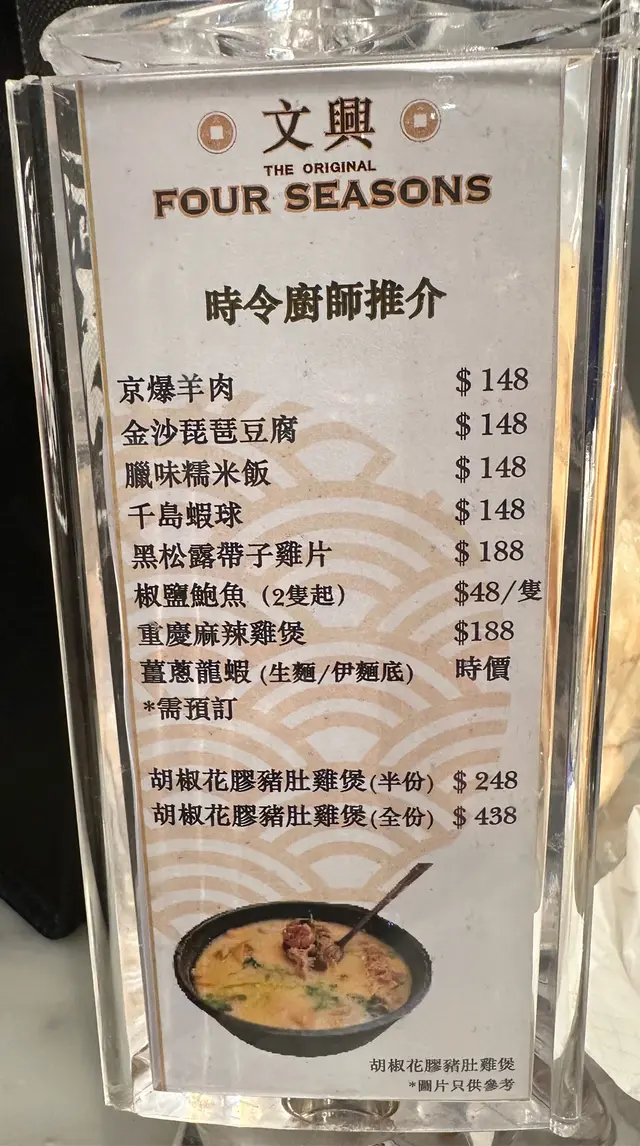 文興
THE ORIGINAL
FOUR SEASONS
時令廚師推介
京爆羊肉 $ 148
金沙琵琶豆腐 $ 148
臘味糯米飯 $ 148
千島蝦球 $ 148
黑松露帶子雞片 $ 188
椒鹽鮑魚 (2隻起) $48/隻
重慶麻辣雞煲 $188
薑蔥龍蝦 (生麵/伊麵底) 時價
*需預訂
胡椒花膠豬肚雞煲(半份) $ 248
胡椒花膠豬肚雞煲(全份) $ 438
胡椒花膠豬肚雞煲
*圖片只供參考